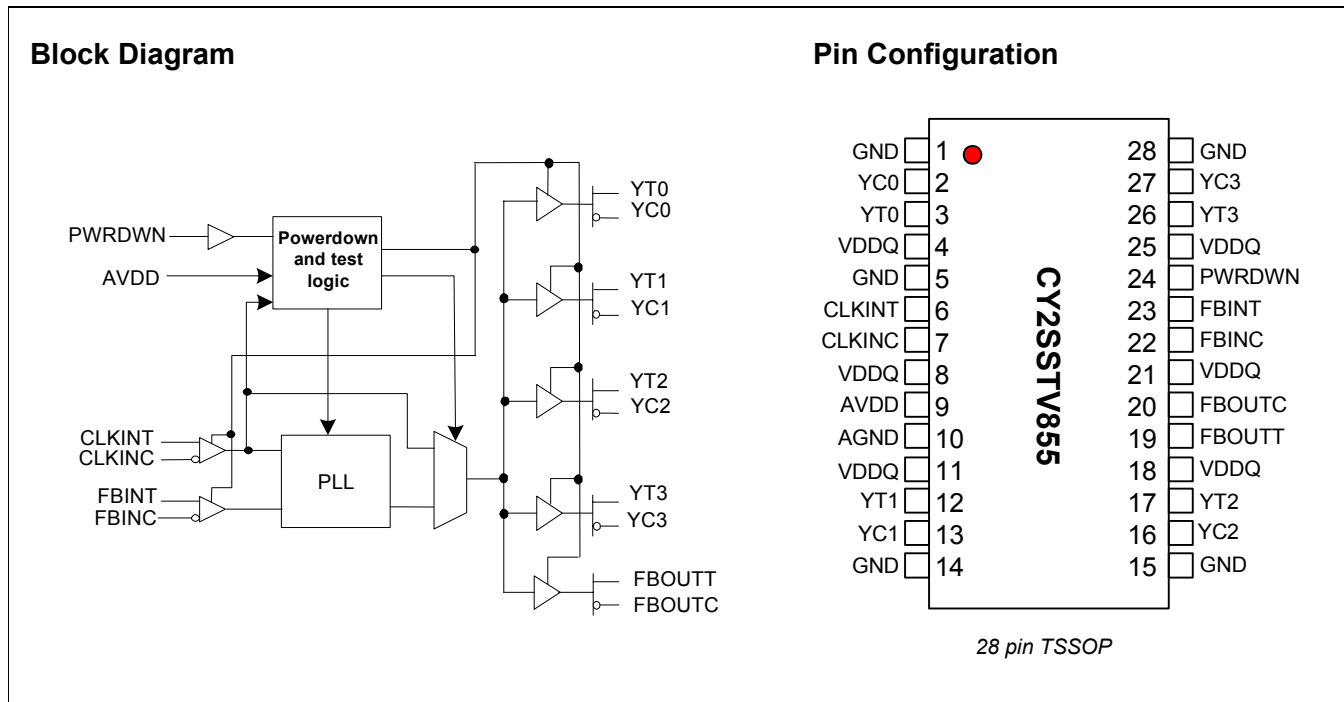 Block Diagram
PWRDWN
AVDD
Powerdown
and test
logic
CLKINT
CLKINC
FBINT
FBINC
PLL
YT0
YC0
YT1
YC1
YT2
YC2
YT3
YC3
FBOUTT
FBOUTC
Pin Configuration
GND 1 28 GND
YC0 2 27 YC3
YT0 3 26 YT3
VDDQ 4 25 VDDQ
GND 5 24 PWRDWN
CLKINT 6 23 FBINT
CLKINC 7 22 FBINC
VDDQ 8 21 VDDQ
AVDD 9 20 FBOUTC
AGND 10 19 FBOUTT
VDDQ 11 18 VDDQ
YT1 12 17 YT2
YC1 13 16 YC2
GND 14 15 GND
CY2SSTV855
28 pin TSSOP